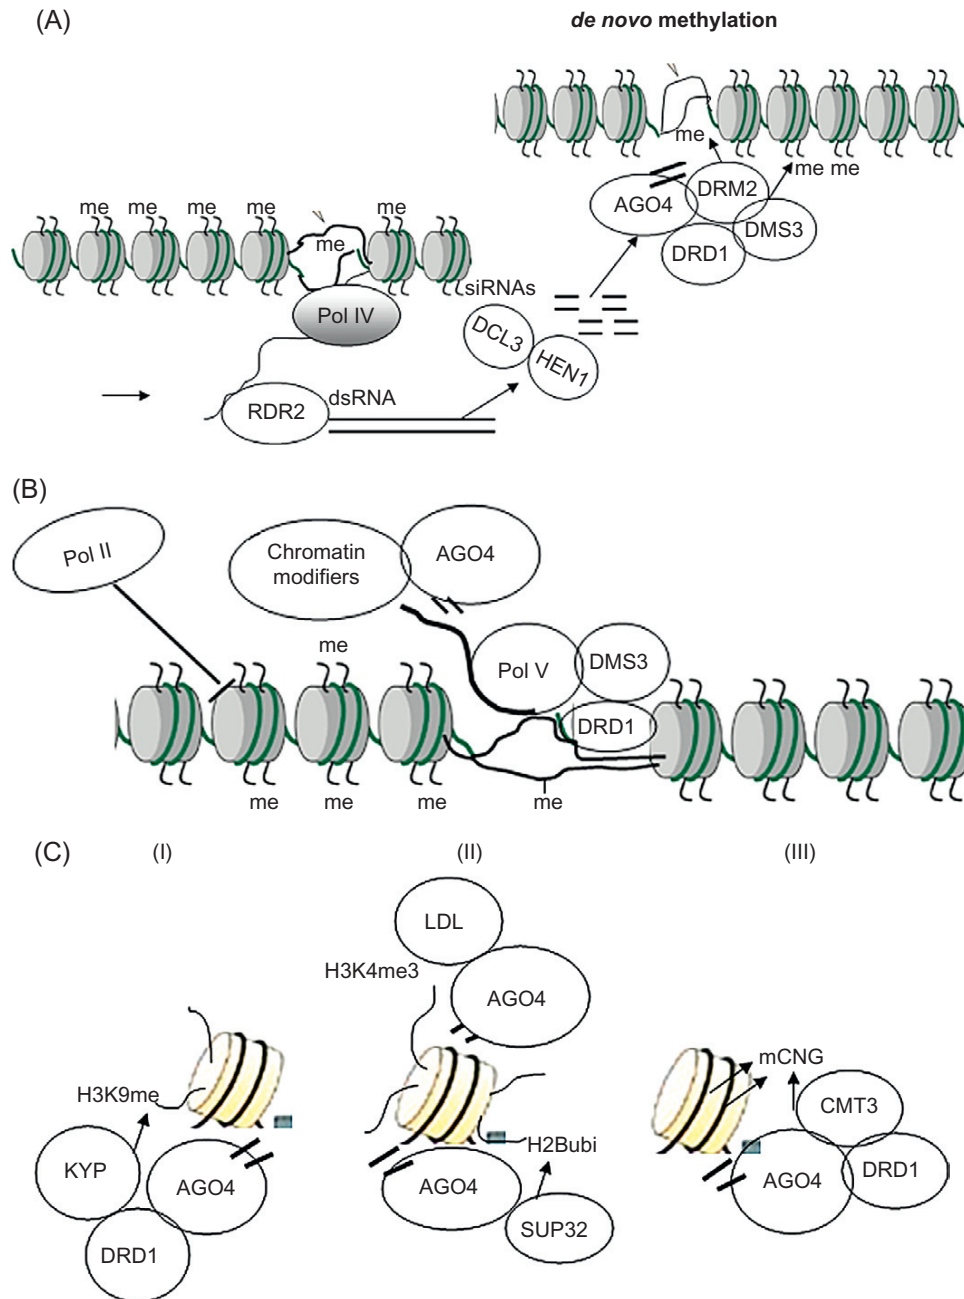 (A)
de novo methylation
me
me me
AGO4
DRM2
DMS3
DRD1
me me me me me
me
Pol IV
siRNAs
DCL3
HEN1
RDR2
dsRNA
(B)
Pol II
Chromatin
modifiers
AGO4
me
Pol V
DMS3
DRD1
me me me me
(C)
(I)
(II)
(III)
LDL
H3K4me3
AGO4
H3K9me
KYP
AGO4
DRD1
H2Bubi
AGO4
SUP32
mCNG
CMT3
AGO4
DRD1